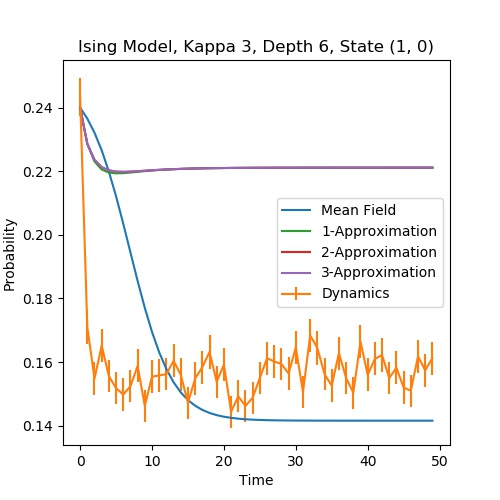 Ising Model, Kappa 3, Depth 6, State (1, 0)
Probability
0.24
0.22
0.20
0.18
0.16
0.14
Mean Field
1-Approximation
2-Approximation
3-Approximation
Dynamics
0 10 20 30 40 50
Time